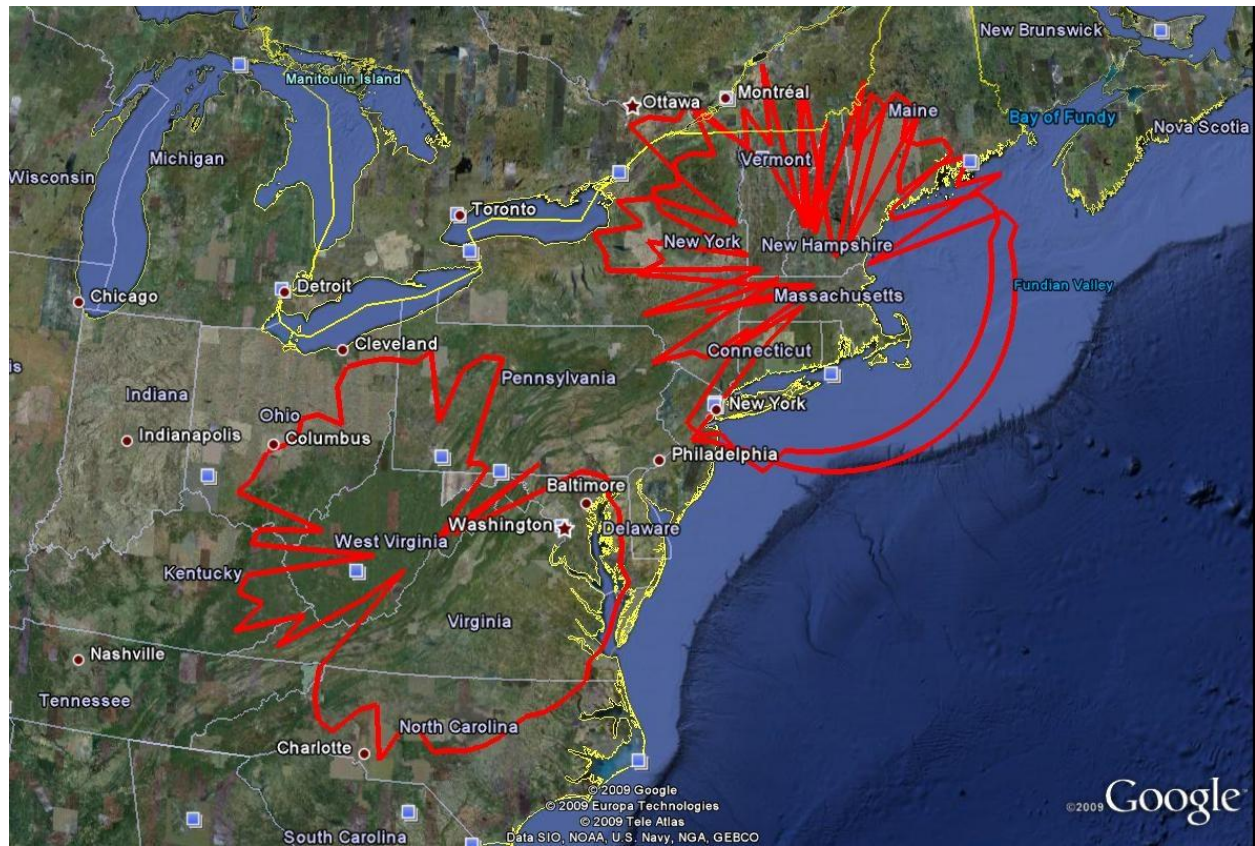 New Brunswick
Manitoulin Island
Ottawa
Montréal
Maine
Bay of Fundy
Nova Scotia
Michigan
Vermont
Wisconsin
Toronto
New York
New Hampshire
Detroit
Fundian Valley
Chicago
Massachusetts
Cleveland
Connecticut
is
Pennsylvania
Indiana
New York
Ohio
Indianapolis
Columbus
Philadelphia
Baltimore
Washington
Delaware
West Virginia
Kentucky
Virginia
Nashville
Tennessee
North Carolina
Charlotte
© 2009 Google
© 2009 Europa Technologies
© 2009 Tele Atlas
Data SIO, NOAA, U.S. Navy, NGA, GEBCO
South Carolina
©2009 Google